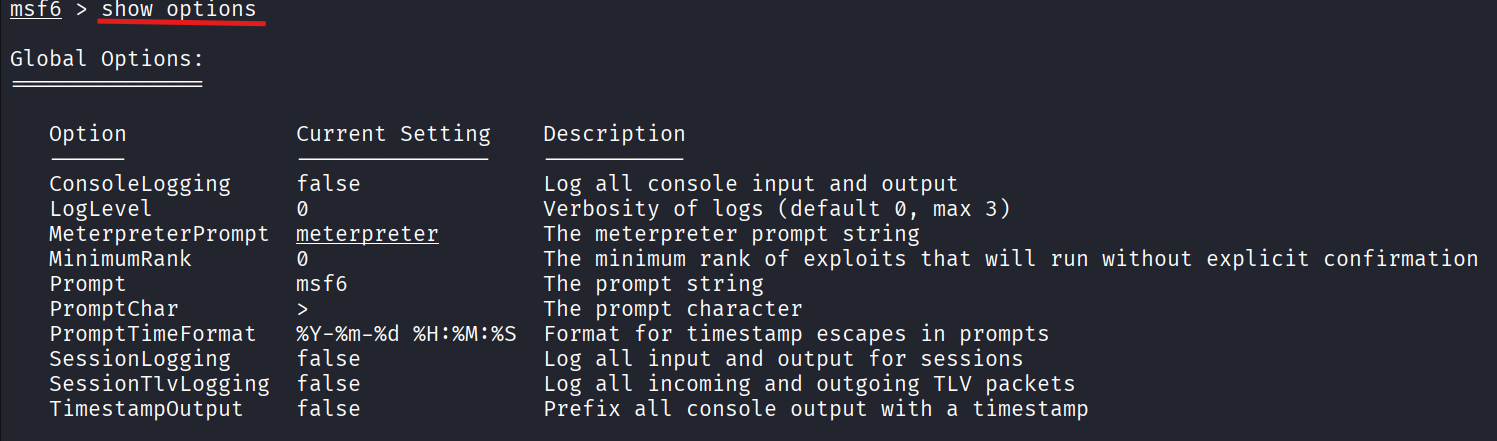 msf6 > show options
Global Options:
================
Option Current Setting Description
------ --------------- -----------
ConsoleLogging false Log all console input and output
LogLevel 0 Verbosity of logs (default 0, max 3)
MeterpreterPrompt meterpreter The meterpreter prompt string
MinimumRank 0 The minimum rank of exploits that will run without explicit confirmation
Prompt msf6 The prompt string
PromptChar > The prompt character
PromptTimeFormat %Y-%m-%d %H:%M:%S Format for timestamp escapes in prompts
SessionLogging false Log all input and output for sessions
SessionTlvLogging false Log all incoming and outgoing TLV packets
TimestampOutput false Prefix all console output with a timestamp